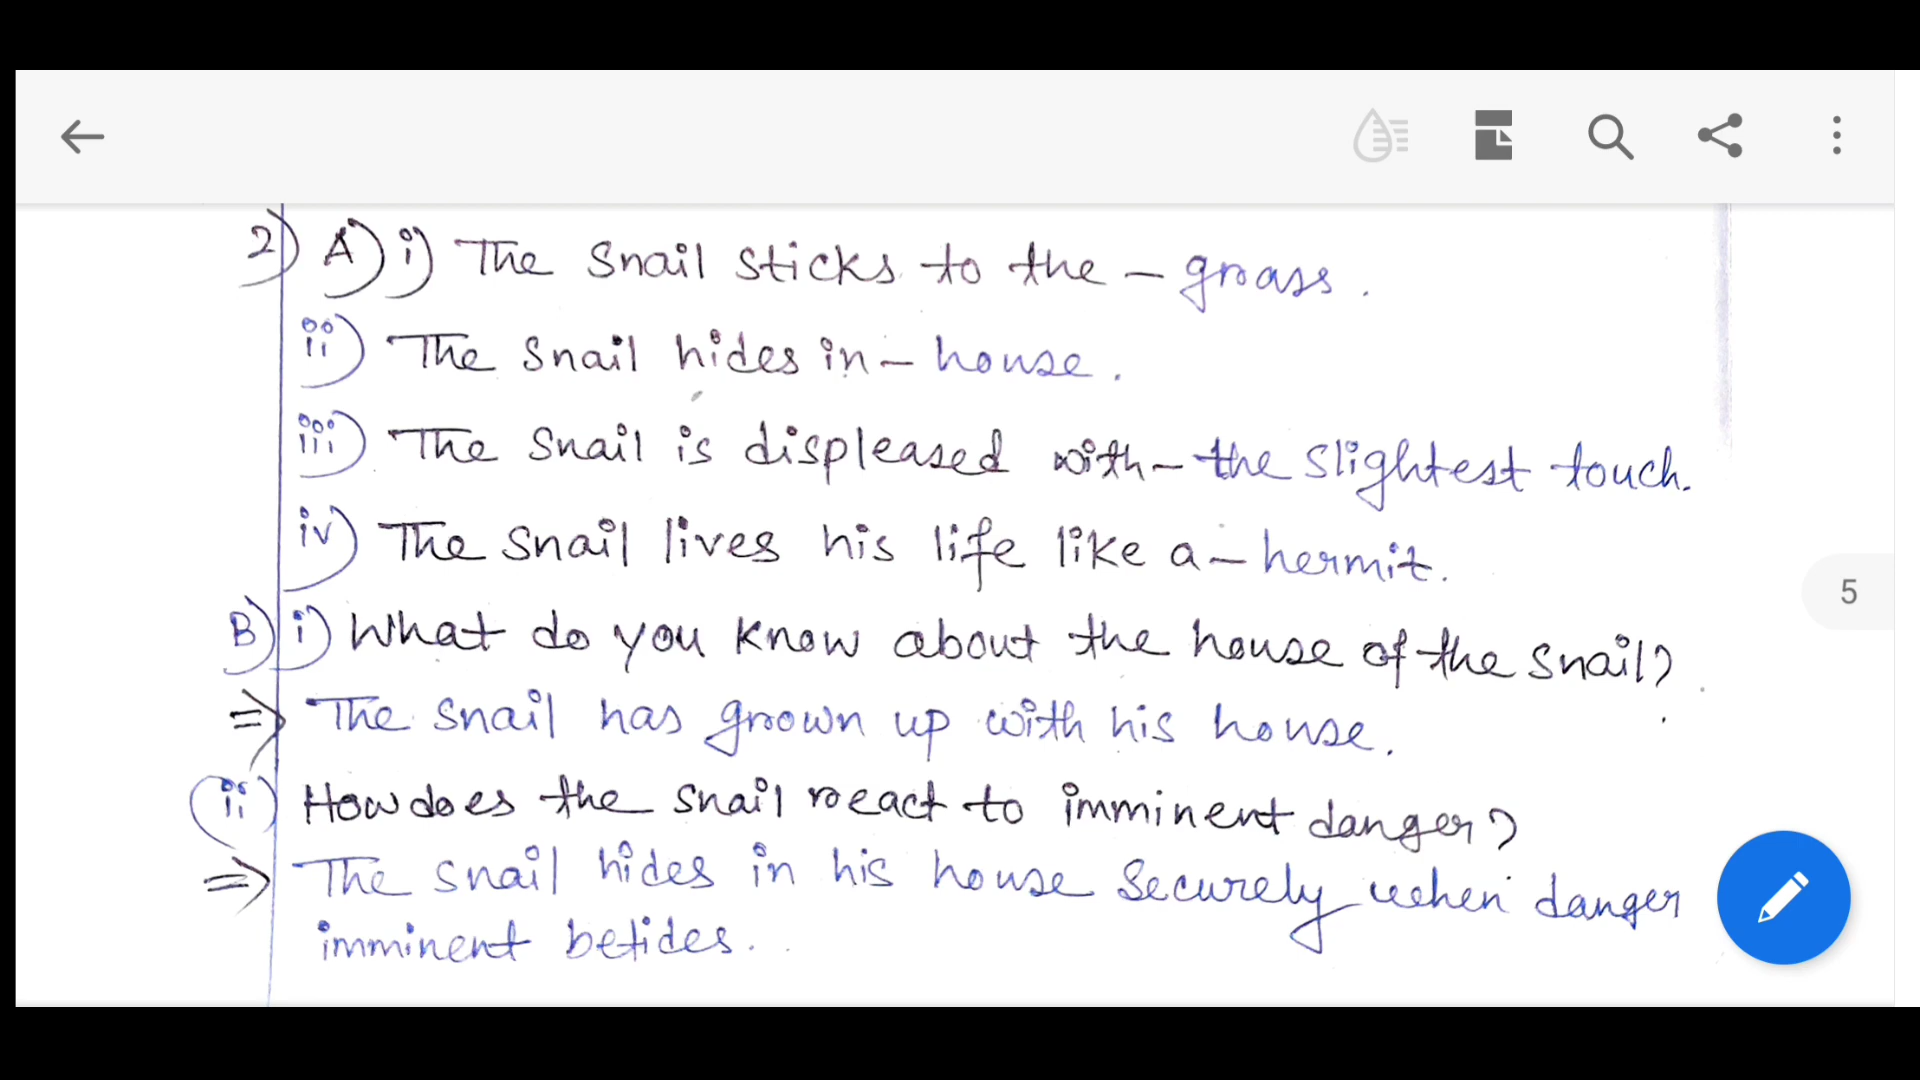 2) A) i) The Snail sticks to the - grass.
ii) The Snail hides in - house.
iii) The Snail is displeased with - the slightest touch.
iv) The Snail lives his life like a - hermit.
B) i) What do you know about the house of the snail?
=> The snail has grown up with his house.
5
ii) How does the snail react to imminent danger?
=> The snail hides in his house securely when danger
imminent betides.